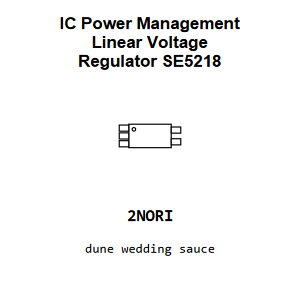 IC Power Management
Linear Voltage
Regulator SE5218
2NORI
dune wedding sauce